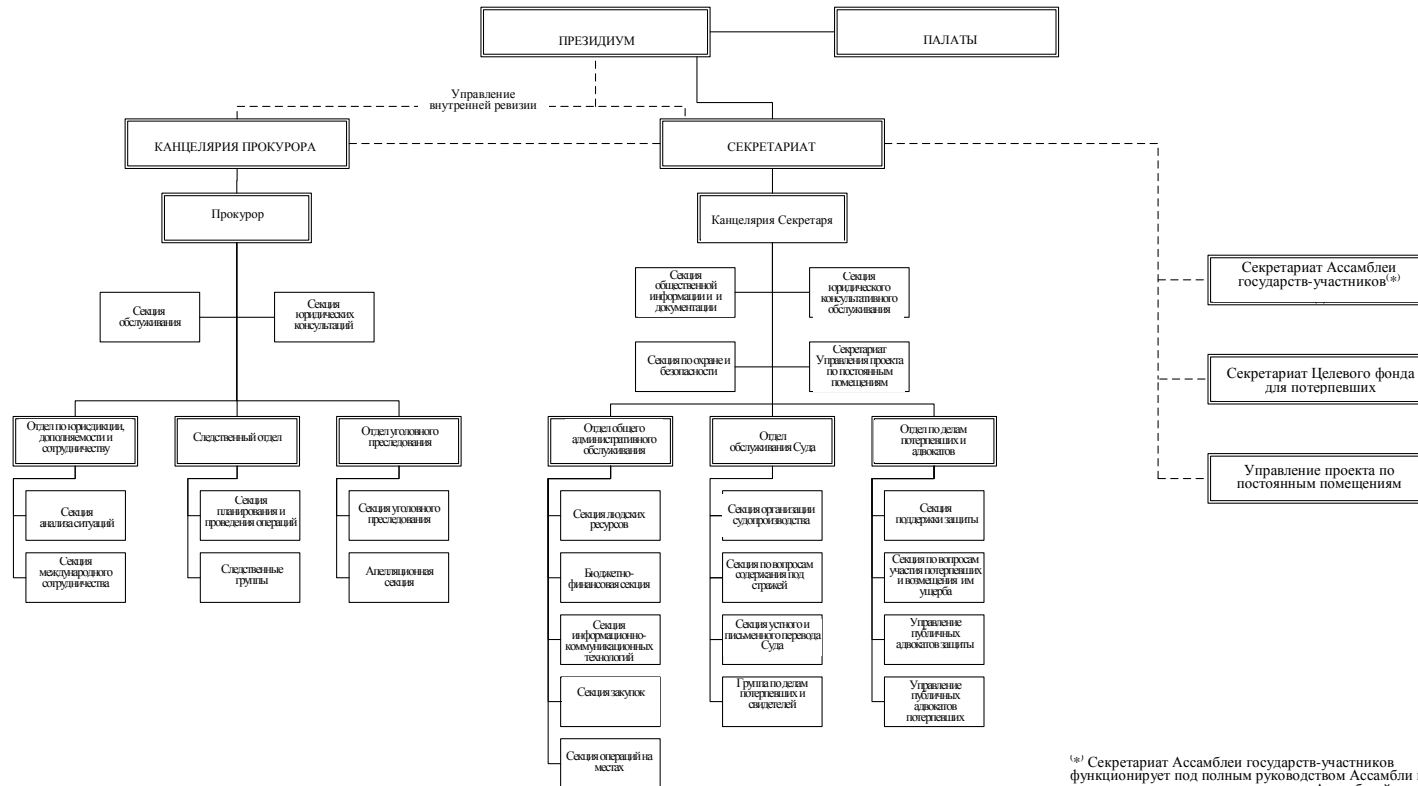 ПРЕЗИДИУМ
ПАЛАТЫ
Управление
внутренней ревизии
КАНЦЕЛЯРИЯ ПРОКУРОРА
СЕКРЕТАРИАТ
Прокурор
Канцелярия Секретаря
Секция
обслуживания
Секция
юридических
консультаций
Секция
общественной
информации и и
документации
Секция
юридического
консультативного
обслуживания
Секция по охране и
безопасности
Секретариат
Управления проекта
по постоянным
помещениям
Секретариат Ассамблеи
государств-участников(*)
Секретариат Целевого фонда
для потерпевших
Управление проекта по
постоянным помещениям
Отдел по юрисдикции,
дополняемости и
сотрудничеству
Следственный отдел
Отдел уголовного
преследования
Отдел общего
административного
обслуживания
Отдел
обслуживания Суда
Отдел по делам
потерпевших и
адвокатов
Секция
анализа ситуаций
Секция
международного
сотрудничества
Секция
планирования и
проведения операций
Следственные
группы
Секция уголовного
преследования
Апелляционная
секция
Секция людских
ресурсов
Бюджетно-
финансовая секция
Секция
информационно-
коммуникационных
технологий
Секция закупок
Секция операций на
местах
Секция организации
судопроизводства
Секция по вопросам
содержания под
стражей
Секция устного и
письменного перевода
Суда
Группа по делам
потерпевших и
свидетелей
Секция
поддержки защиты
Секция по вопросам
участия потерпевших
и возмещения им
ущерба
Управление
публичных
адвокатов защиты
Управление
публичных
адвокатов
потерпевших
(*) Секретариат Ассамблеи государств-участников
функционирует под полным руководством Ассамбли